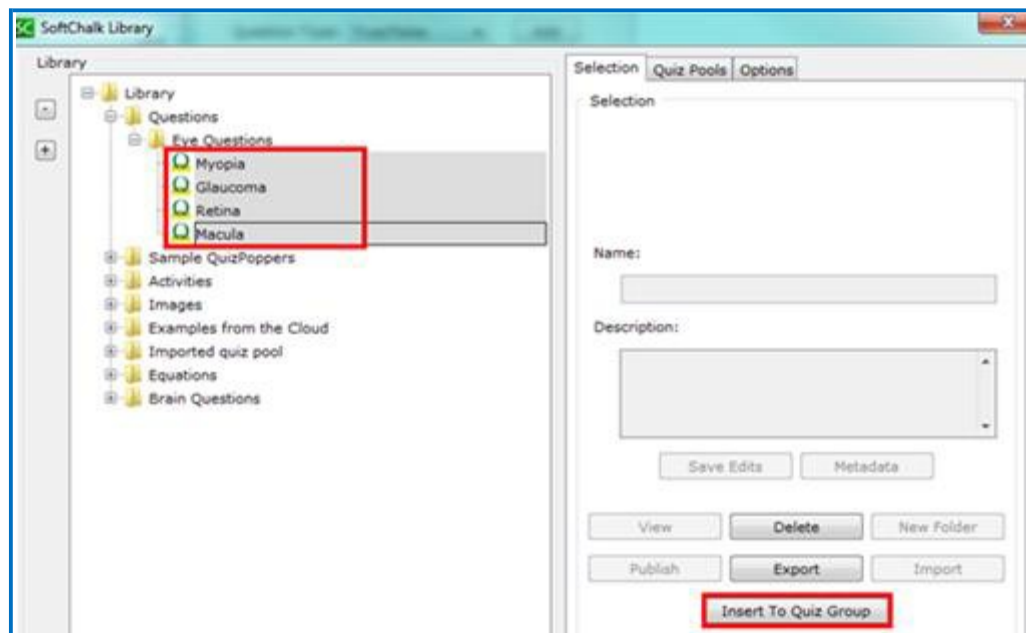 SoftChalk Library
Library
Library
Questions
Eye Questions
Myopia
Glaucoma
Retina
Macula
Sample QuizPoppers
Activities
Images
Examples from the Cloud
Imported quiz pool
Equations
Brain Questions
Selection Quiz Pools Options
Selection
Name:
Description:
Save Edits Metadata
View Delete New Folder
Publish Export Import
Insert To Quiz Group